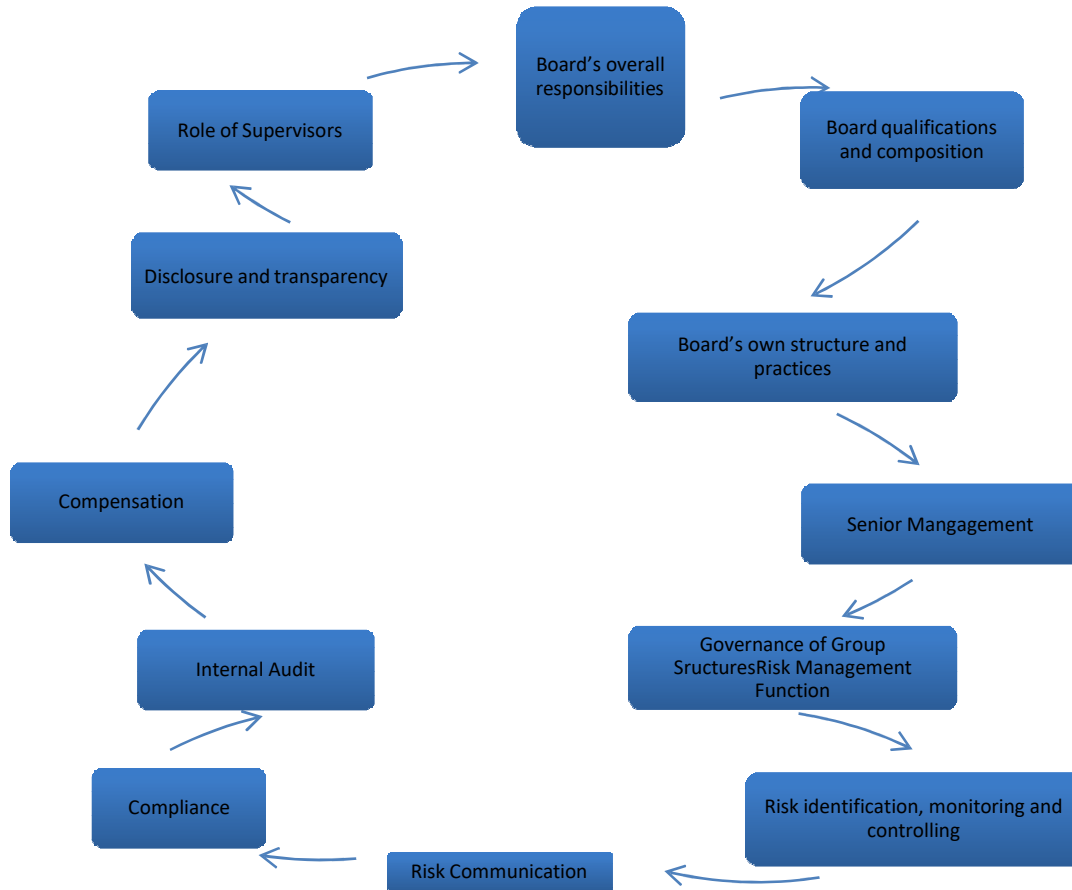 Board’s overall
responsibilities
Board qualifications
and composition
Board’s own structure and
practices
Senior Mangagement
Governance of Group
SructuresRisk Management
Function
Risk identification, monitoring and
controlling
Risk Communication
Compliance
Internal Audit
Compensation
Disclosure and transparency
Role of Supervisors